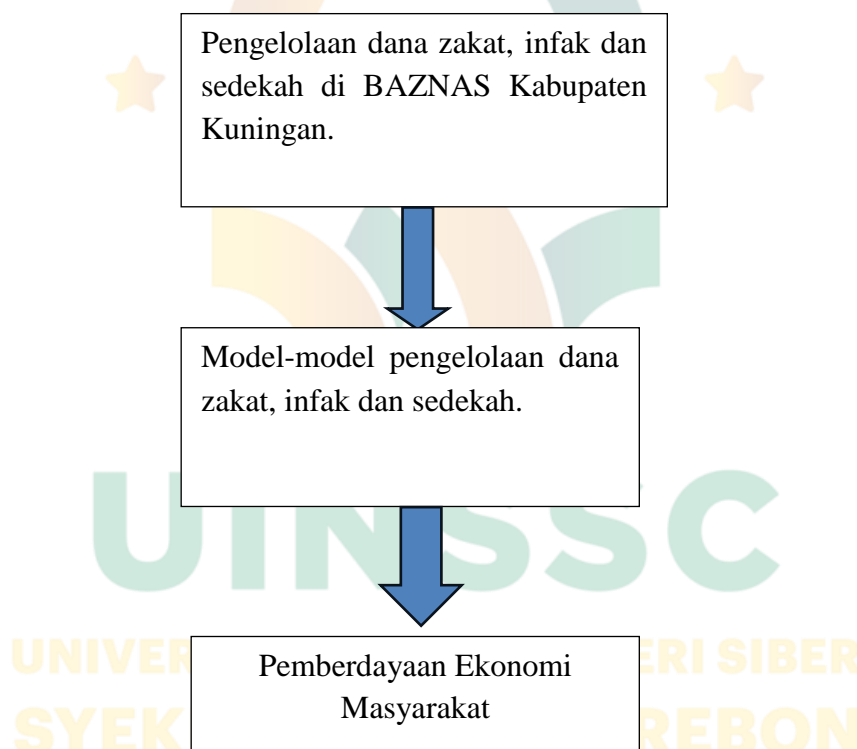 Pengelolaan dana zakat, infak dan
sedekah di BAZNAS Kabupaten
Kuningan.
Model-model pengelolaan dana
zakat, infak dan sedekah.
UINSSC
Pemberdayaan Ekonomi
Masyarakat